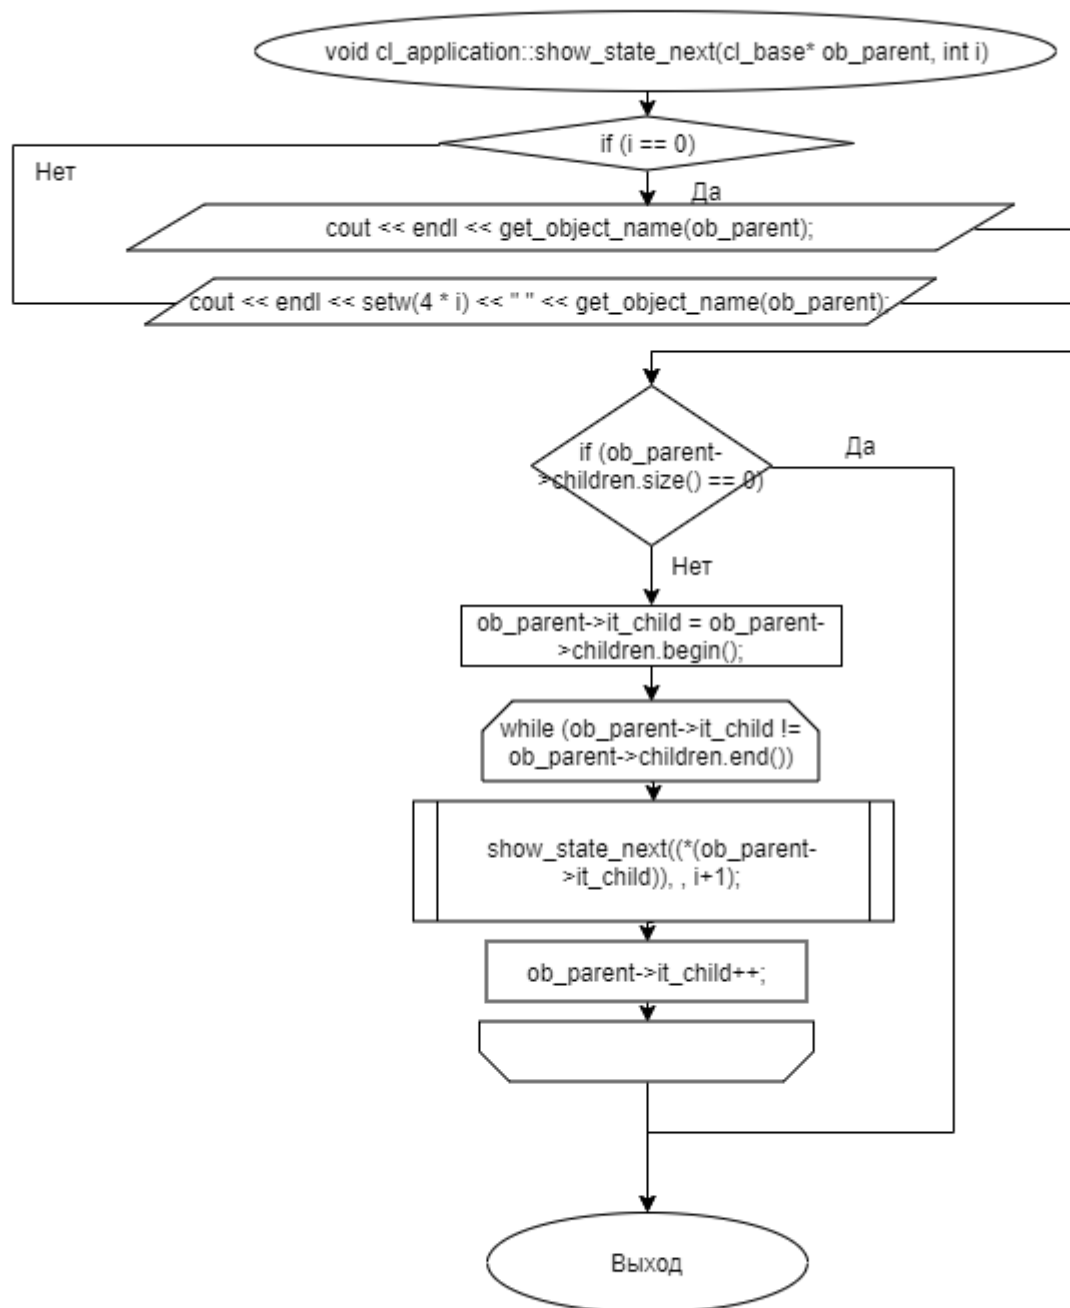 void cl_application::show_state_next(cl_base* ob_parent, int i)
if (i == 0)
Нет
Да
cout << endl << get_object_name(ob_parent);
cout << endl << setw(4 * i) << " " << get_object_name(ob_parent);
if (ob_parent-
>children.size() == 0)
Да
Нет
ob_parent->it_child = ob_parent-
>children.begin();
while (ob_parent->it_child !=
ob_parent->children.end())
show_state_next((*(ob_parent-
>it_child)), , i+1);
ob_parent->it_child++;
Выход